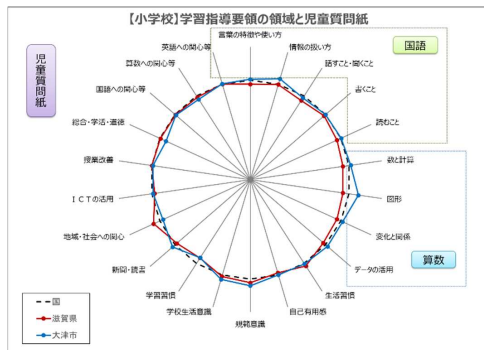 【小学校】学習指導要領の領域と児童質問紙
児童質問紙
国語
算数
言葉の特徴や使い方
情報の扱い方
話すこと・聞くこと
書くこと
読むこと
数と計算
図形
変化と関係
データの活用
生活習慣
自己有用感
規範意識
学校生活意識
学習習慣
新聞・読書
地域・社会への関心
ＩＣＴの活用
授業改善
総合・学活・道徳
国語への関心等
算数への関心等
英語への関心等
国
滋賀県
大津市